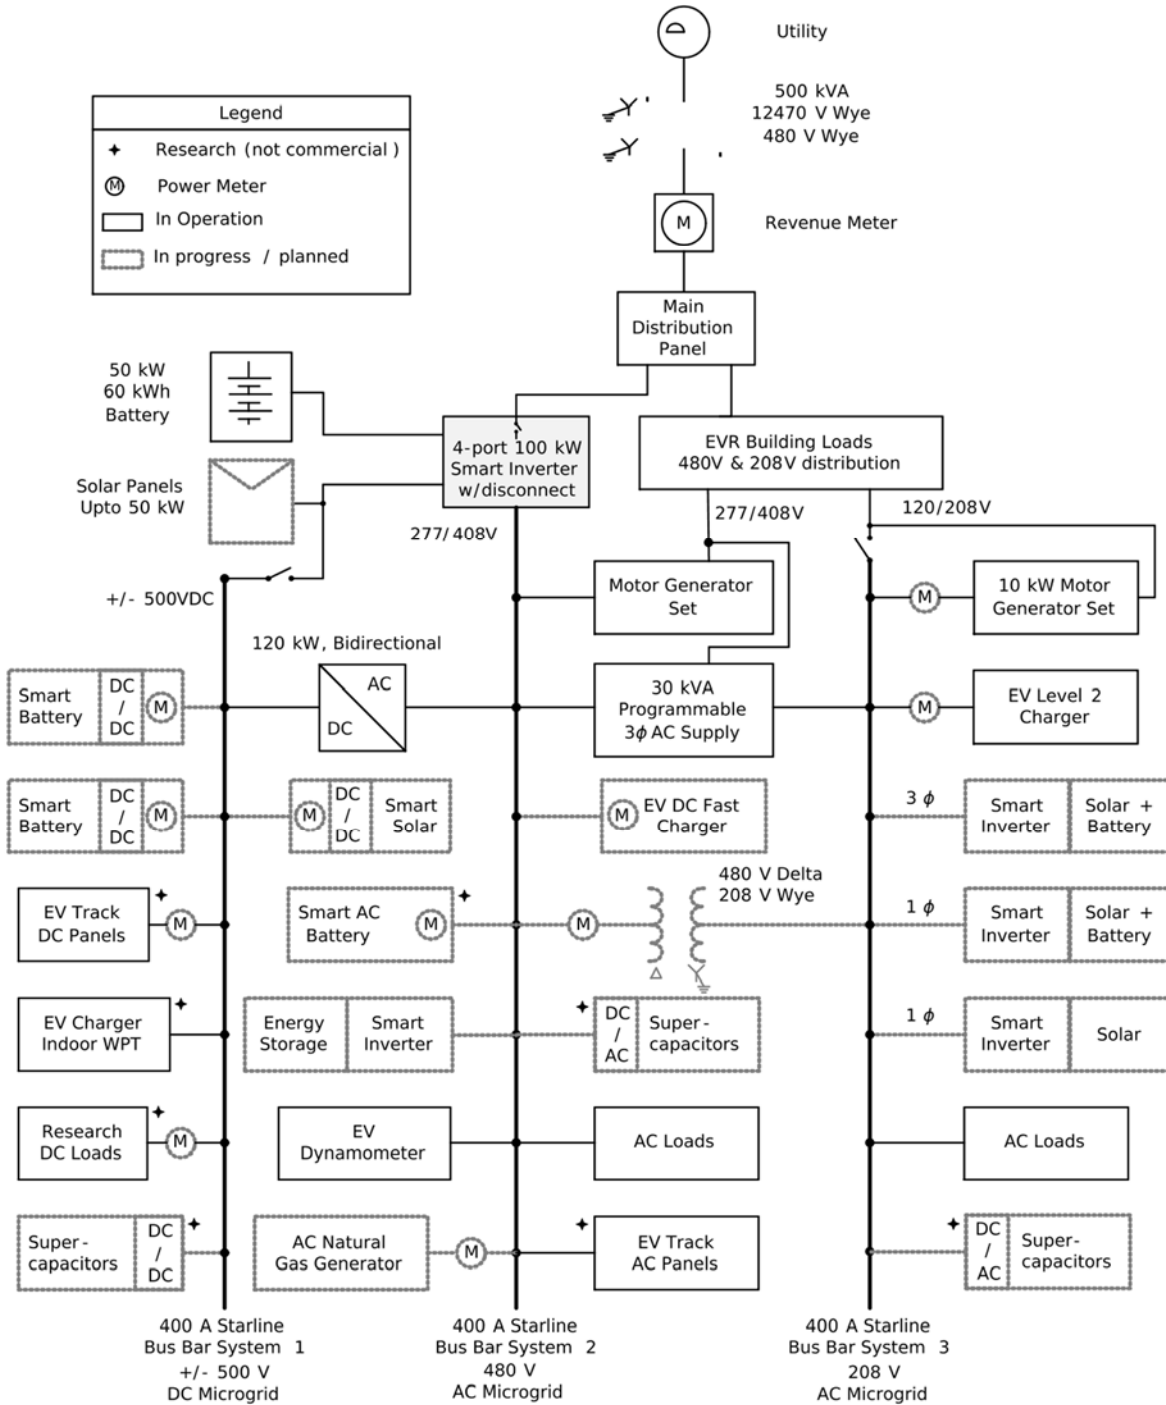 Utility
500 kVA
12470 V Wye
480 V Wye
Legend
Research (not commercial )
M Power Meter
In Operation
In progress / planned
M
Revenue Meter
Main
Distribution
Panel
50 kW
60 kWh
Battery
4-port 100 kW
Smart Inverter
w/disconnect
EVR Building Loads
480V & 208V distribution
Solar Panels
Upto 50 kW
277/408V
277/408V
120/208V
+/- 500VDC
Motor Generator
Set
M
10 kW Motor
Generator Set
120 kW, Bidirectional
Smart
Battery
DC
/
DC
M
AC
DC
30 kVA
Programmable
3ϕ AC Supply
M
EV Level 2
Charger
Smart
Battery
DC
/
DC
M
M
DC
/
DC
Smart
Solar
M
EV DC Fast
Charger
3 ϕ
Smart
Inverter
Solar +
Battery
480 V Delta
208 V Wye
EV Track
DC Panels
M
Smart AC
Battery
M
M
1 ϕ
Smart
Inverter
Solar +
Battery
EV Charger
Indoor WPT
Energy
Storage
Smart
Inverter
DC
/
AC
Super-
capacitors
1 ϕ
Smart
Inverter
Solar
Research
DC Loads
M
EV
Dynamometer
AC Loads
AC Loads
Super-
capacitors
DC
/
DC
AC Natural
Gas Generator
M
EV Track
AC Panels
DC
/
AC
Super-
capacitors
400 A Starline
Bus Bar System 1
+/- 500 V
DC Microgrid
400 A Starline
Bus Bar System 2
480 V
AC Microgrid
400 A Starline
Bus Bar System 3
208 V
AC Microgrid